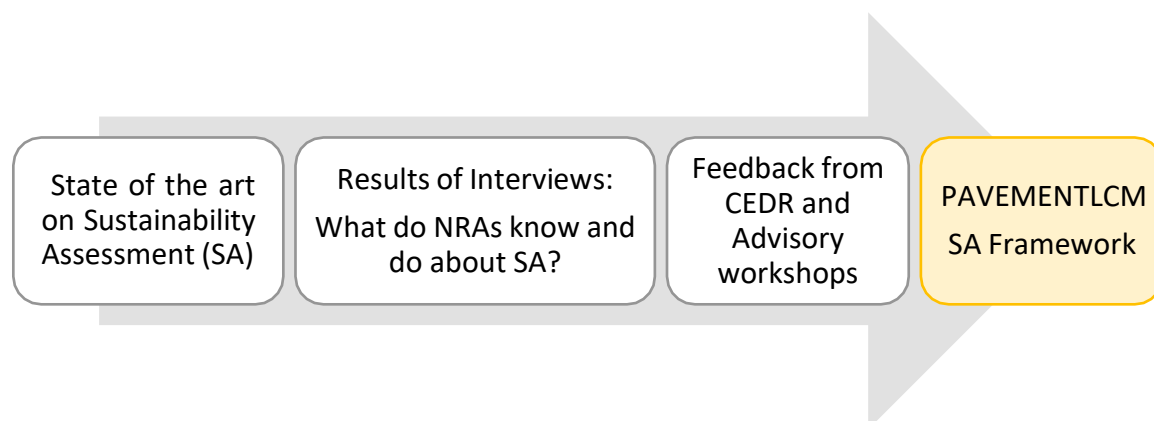 State of the art
on Sustainability
Assessment (SA)
Results of Interviews:
What do NRAs know and
do about SA?
Feedback from
CEDR and
Advisory
workshops
PAVEMENTLCM
SA Framework